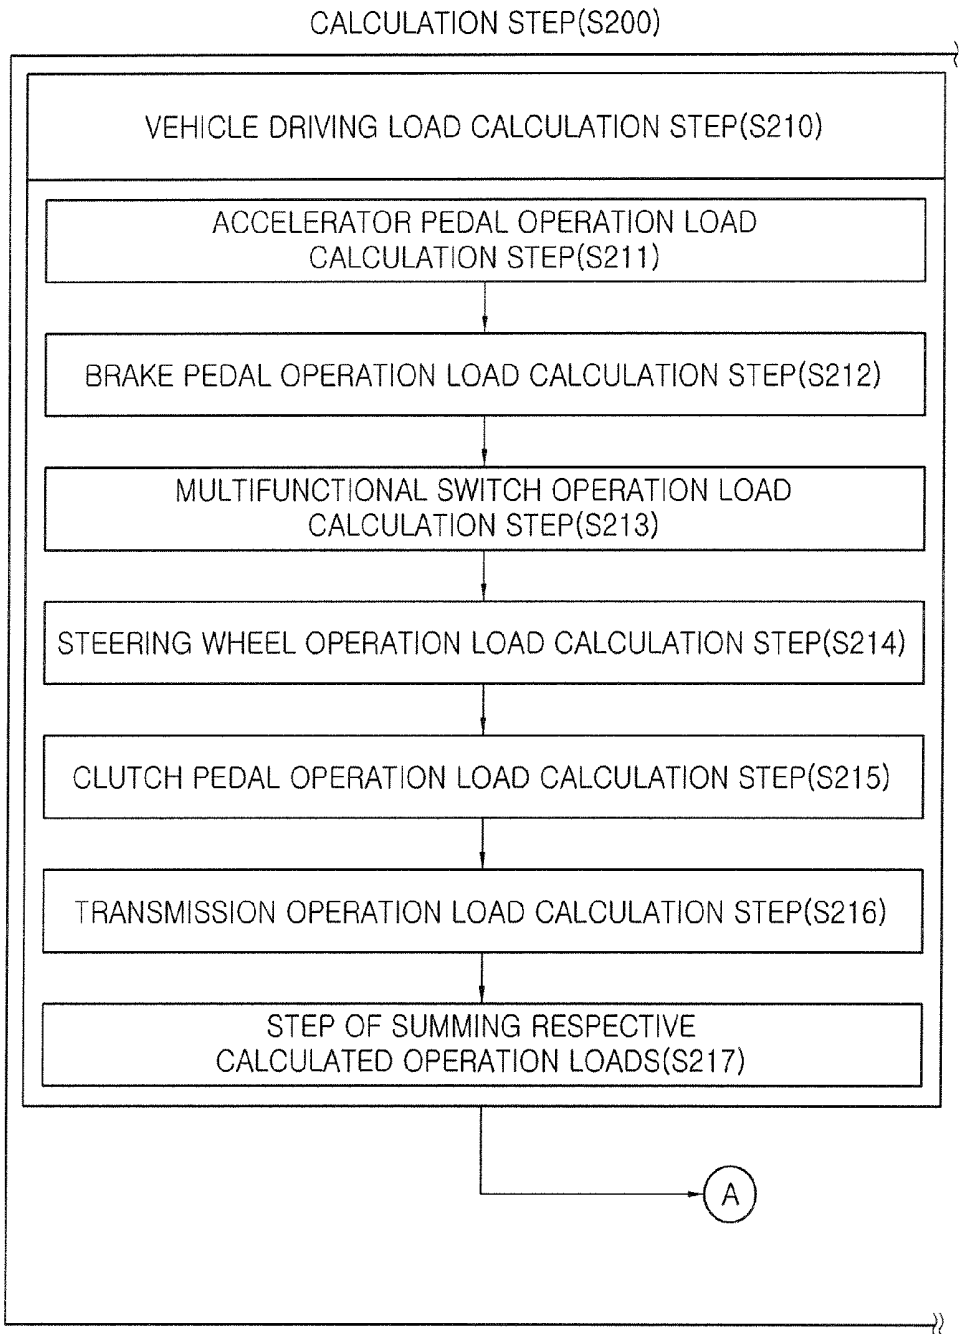 CALCULATION STEP(S200)
VEHICLE DRIVING LOAD CALCULATION STEP(S210)
ACCELERATOR PEDAL OPERATION LOAD
CALCULATION STEP(S211)
BRAKE PEDAL OPERATION LOAD CALCULATION STEP(S212)
MULTIFUNCTIONAL SWITCH OPERATION LOAD
CALCULATION STEP(S213)
STEERING WHEEL OPERATION LOAD CALCULATION STEP(S214)
CLUTCH PEDAL OPERATION LOAD CALCULATION STEP(S215)
TRANSMISSION OPERATION LOAD CALCULATION STEP(S216)
STEP OF SUMMING RESPECTIVE
CALCULATED OPERATION LOADS(S217)
A